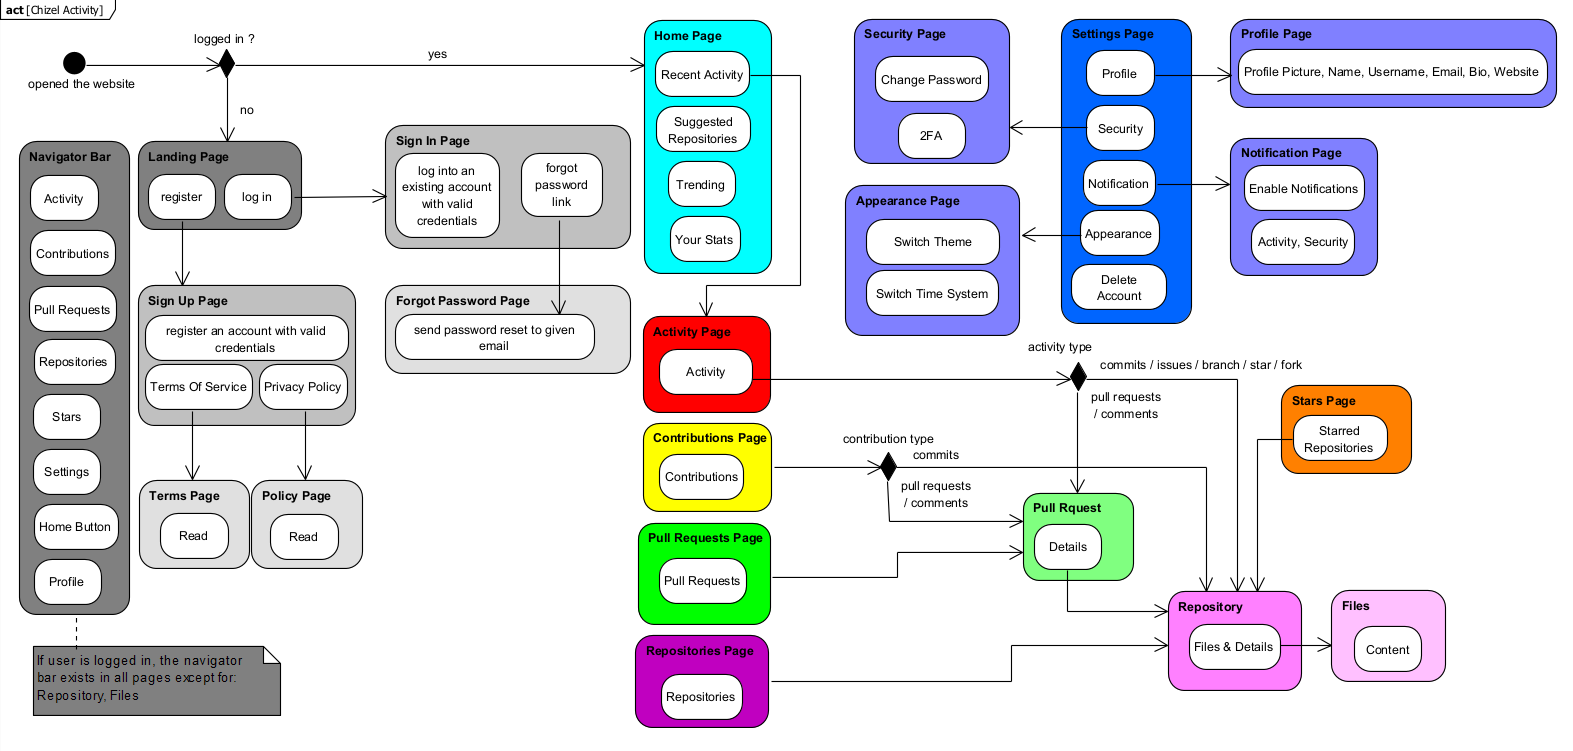 act [Chizel Activity]
opened the website
logged in ?
yes
no
Navigator Bar
Activity
Contributions
Pull Requests
Repositories
Stars
Settings
Home Button
Profile
If user is logged in, the navigator
bar exists in all pages except for:
Repository, Files
Landing Page
register
log in
Sign In Page
log into an
existing account
with valid
credentials
forgot
password
link
Sign Up Page
register an account with valid
credentials
Terms Of Service
Privacy Policy
Forgot Password Page
send password reset to given
email
Terms Page
Read
Policy Page
Read
Home Page
Recent Activity
Suggested
Repositories
Trending
Your Stats
Activity Page
Activity
Contributions Page
Contributions
Pull Requests Page
Pull Requests
Repositories Page
Repositories
Security Page
Change Password
2FA
Appearance Page
Switch Theme
Switch Time System
Settings Page
Profile
Security
Notification
Appearance
Delete
Account
Profile Page
Profile Picture, Name, Username, Email, Bio, Website
Notification Page
Enable Notifications
Activity, Security
activity type
commits / issues / branch / star / fork
pull requests
/ comments
contribution type
commits
pull requests
/ comments
Stars Page
Starred
Repositories
Pull Rquest
Details
Repository
Files & Details
Files
Content